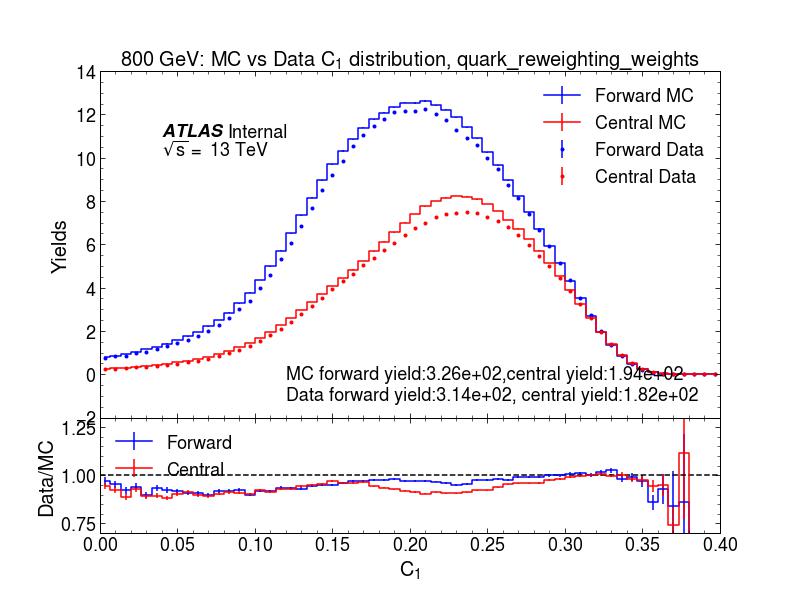 800 GeV: MC vs Data C₁ distribution, quark_reweighting_weights
14
12
10
8
6
4
2
0
−2
Yields
ATLAS Internal
√s = 13 TeV
Forward MC
Central MC
Forward Data
Central Data
MC forward yield:3.26e+02,central yield:1.94e+02
Data forward yield:3.14e+02, central yield:1.82e+02
1.25
1.00
0.75
Data/MC
Forward
Central
0.00 0.05 0.10 0.15 0.20 0.25 0.30 0.35 0.40
C₁